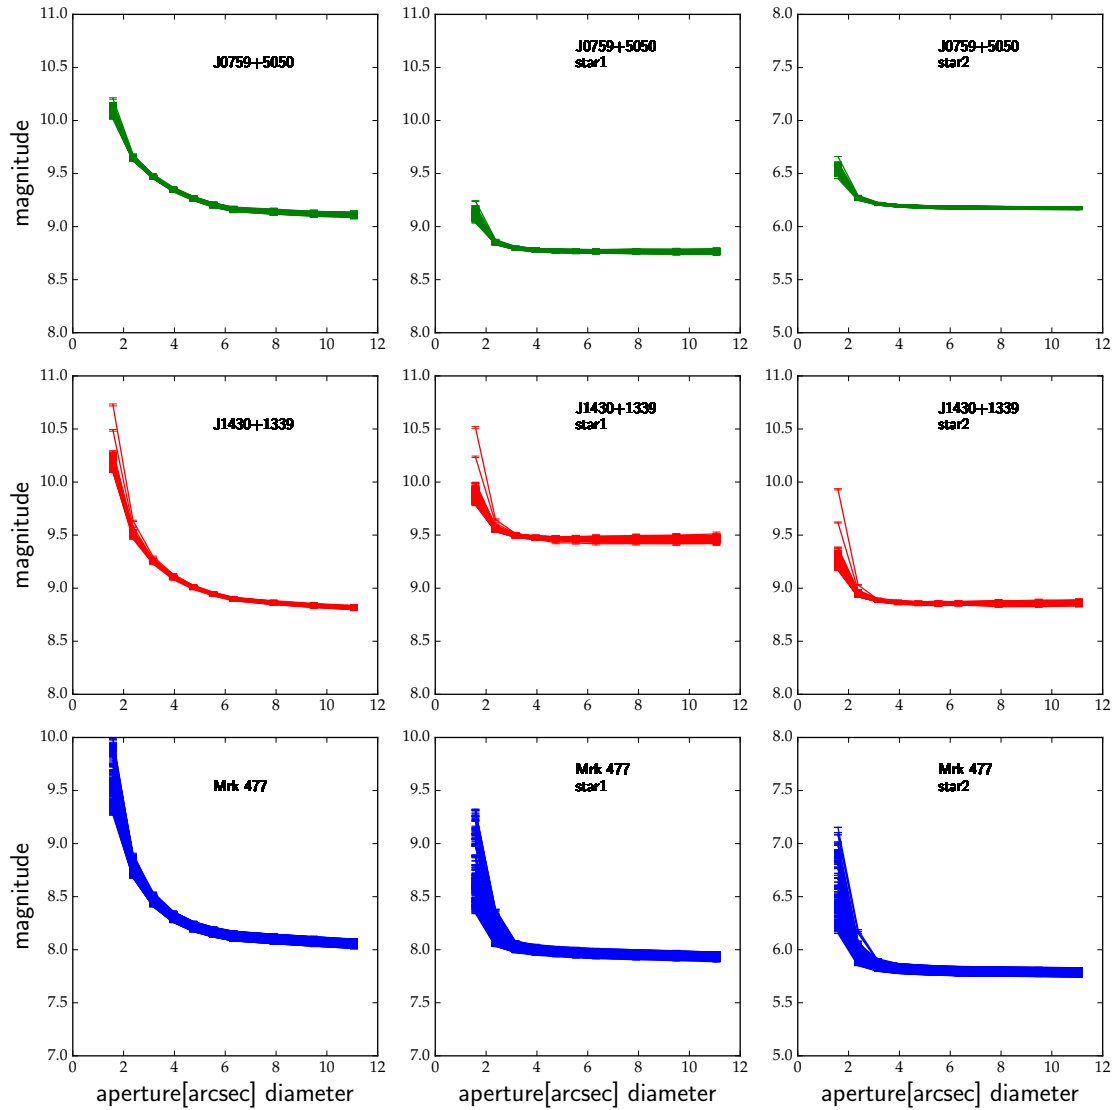 11.0 10.5 10.0 9.5 9.0 8.5 8.0
magnitude
J0759+5050
0 2 4 6 8 10 12
11.0 10.5 10.0 9.5 9.0 8.5 8.0
J0759+5050
star1
0 2 4 6 8 10 12
8.0 7.5 7.0 6.5 6.0 5.5 5.0
J0759+5050
star2
0 2 4 6 8 10 12
11.0 10.5 10.0 9.5 9.0 8.5 8.0
magnitude
J1430+1339
0 2 4 6 8 10 12
11.0 10.5 10.0 9.5 9.0 8.5 8.0
J1430+1339
star1
0 2 4 6 8 10 12
11.0 10.5 10.0 9.5 9.0 8.5 8.0
J1430+1339
star2
0 2 4 6 8 10 12
10.0 9.5 9.0 8.5 8.0 7.5 7.0
magnitude
Mrk 477
0 2 4 6 8 10 12
aperture[arcsec] diameter
10.0 9.5 9.0 8.5 8.0 7.5 7.0
Mrk 477
star1
0 2 4 6 8 10 12
aperture[arcsec] diameter
8.0 7.5 7.0 6.5 6.0 5.5 5.0
Mrk 477
star2
0 2 4 6 8 10 12
aperture[arcsec] diameter